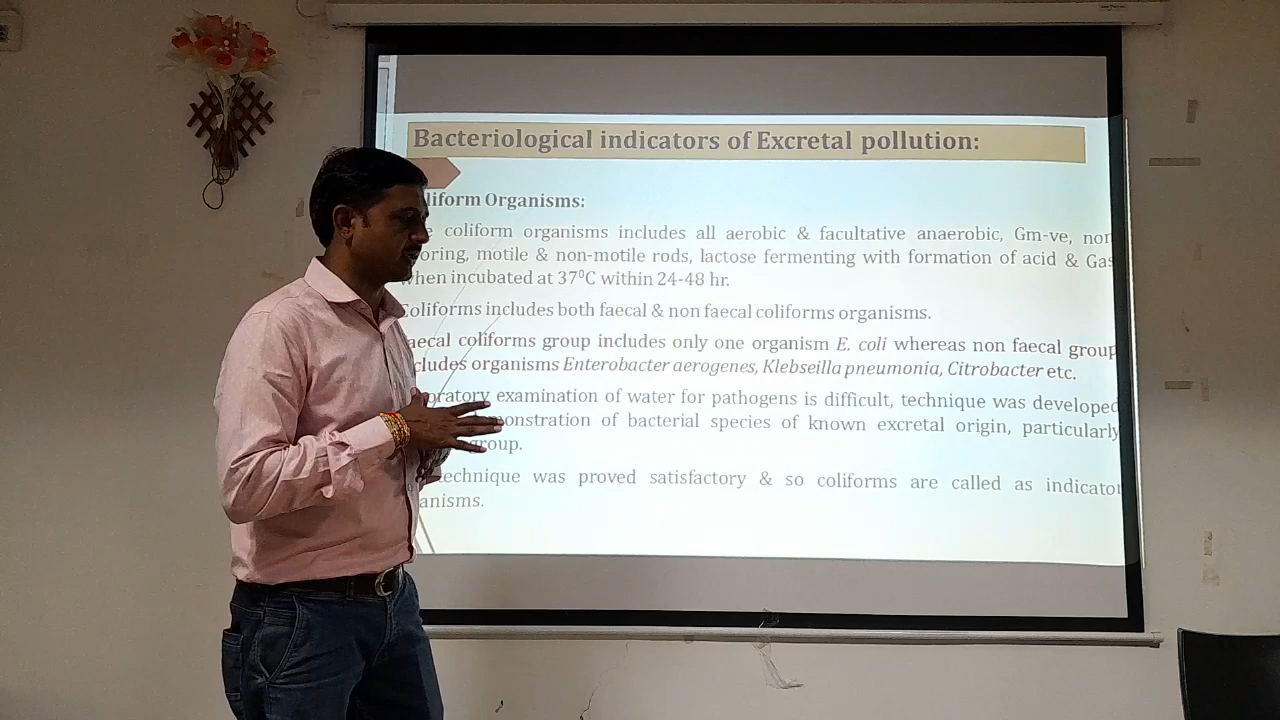 Bacteriological indicators of Excretal pollution:
liform Organisms:
e coliform organisms includes all aerobic & facultative anaerobic, Gm-ve, non
oring, motile & non-motile rods, lactose fermenting with formation of acid & Gas
when incubated at 37⁰C within 24-48 hr.
Coliforms includes both faecal & non faecal coliforms organisms.
aecal coliforms group includes only one organism E. coli whereas non faecal group
cludes organisms Enterobacter aerogenes, Klebseilla pneumonia, Citrobacter etc.
oratory examination of water for pathogens is difficult, technique was developed
monstration of bacterial species of known excretal origin, particularly
group.
technique was proved satisfactory & so coliforms are called as indicator
anisms.